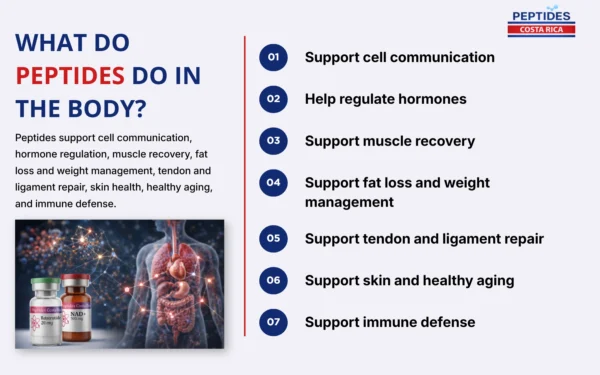 PEPTIDES
COSTA RICA
WHAT DO
PEPTIDES DO IN
THE BODY?
Peptides support cell communication,
hormone regulation, muscle recovery, fat
loss and weight management, tendon and
ligament repair, skin health, healthy aging,
and immune defense.
NAD+
01 Support cell communication
02 Help regulate hormones
03 Support muscle recovery
04 Support fat loss and weight
management
05 Support tendon and ligament repair
06 Support skin and healthy aging
07 Support immune defense